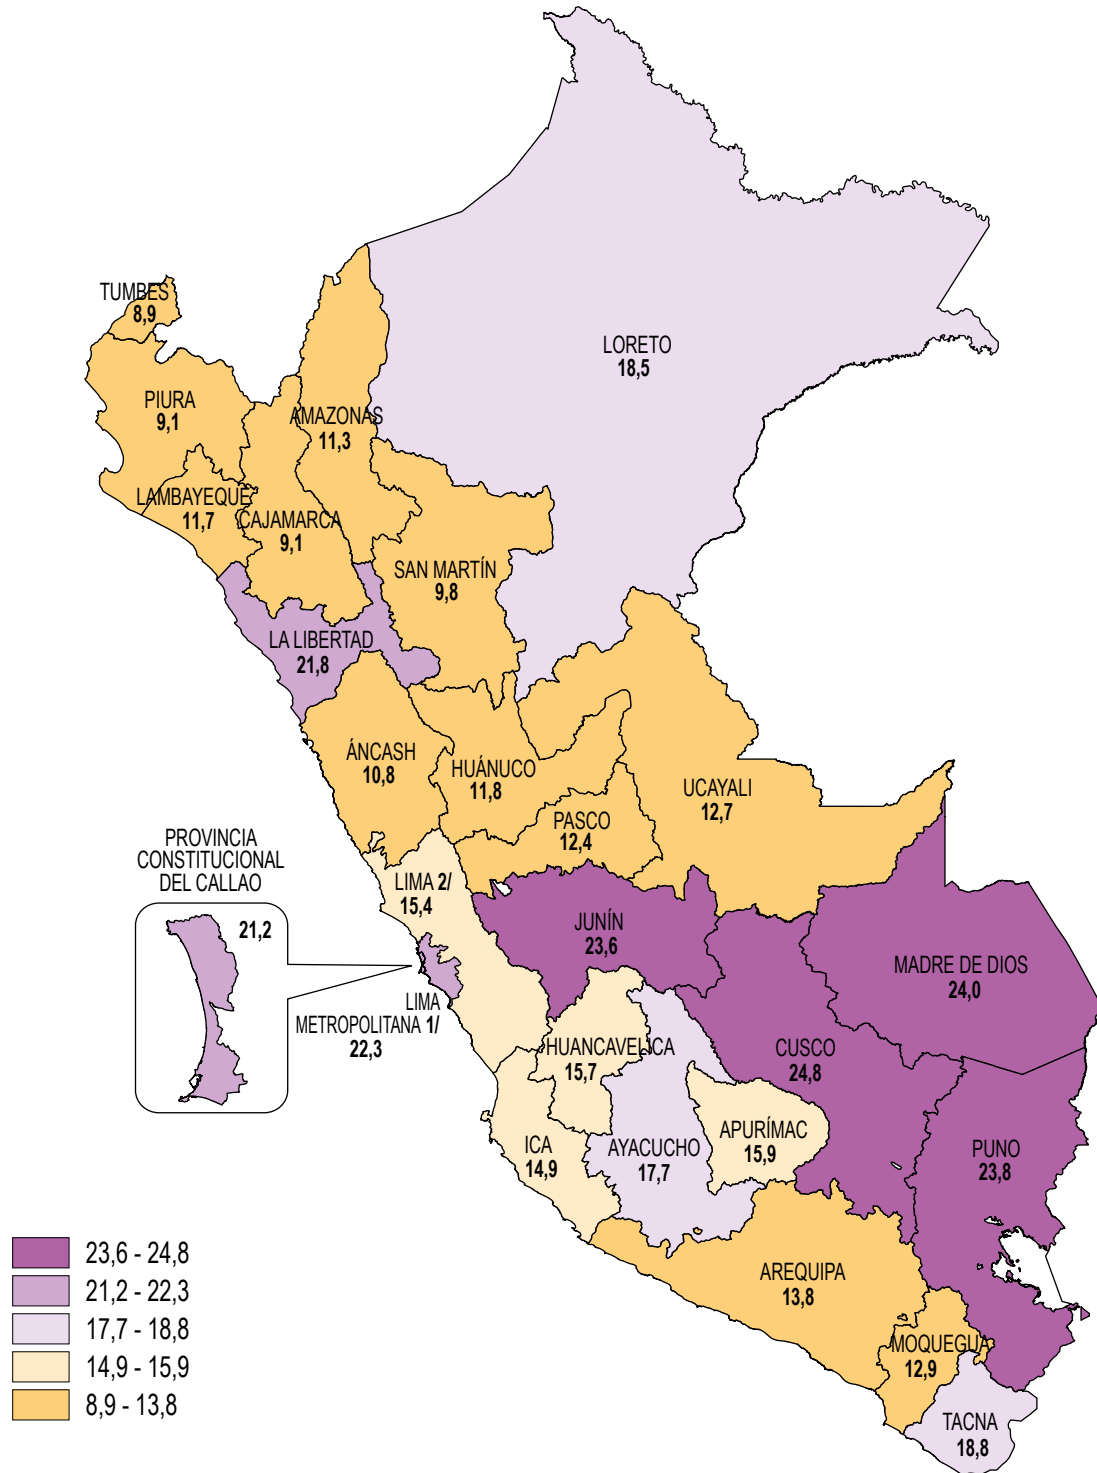 TUMBES
8,9
LORETO
18,5
PIURA
9,1
AMAZONAS
11,3
LAMBAYEQUE
11,7
CAJAMARCA
9,1
SAN MARTÍN
9,8
LA LIBERTAD
21,8
ÁNCASH
10,8
HUÁNUCO
11,8
UCAYALI
12,7
PASCO
12,4
PROVINCIA
CONSTITUCIONAL
DEL CALLAO
21,2
LIMA 2/
15,4
JUNÍN
23,6
MADRE DE DIOS
24,0
LIMA
METROPOLITANA 1/
22,3
HUANCAVELICA
15,7
CUSCO
24,8
ICA
14,9
AYACUCHO
17,7
APURÍMAC
15,9
PUNO
23,8
AREQUIPA
13,8
MOQUEGUA
12,9
TACNA
18,8
23,6 - 24,8
21,2 - 22,3
17,7 - 18,8
14,9 - 15,9
8,9 - 13,8